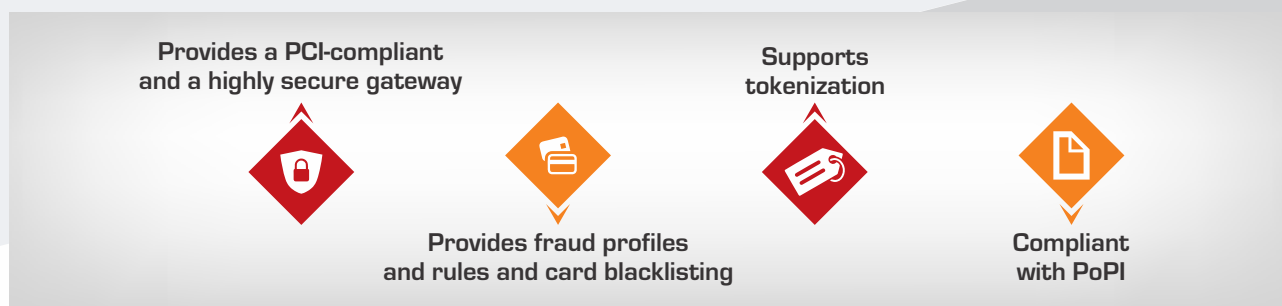 Provides a PCI-compliant
and a highly secure gateway
Provides fraud profiles
and rules and card blacklisting
Supports
tokenization
Compliant
with PoPI